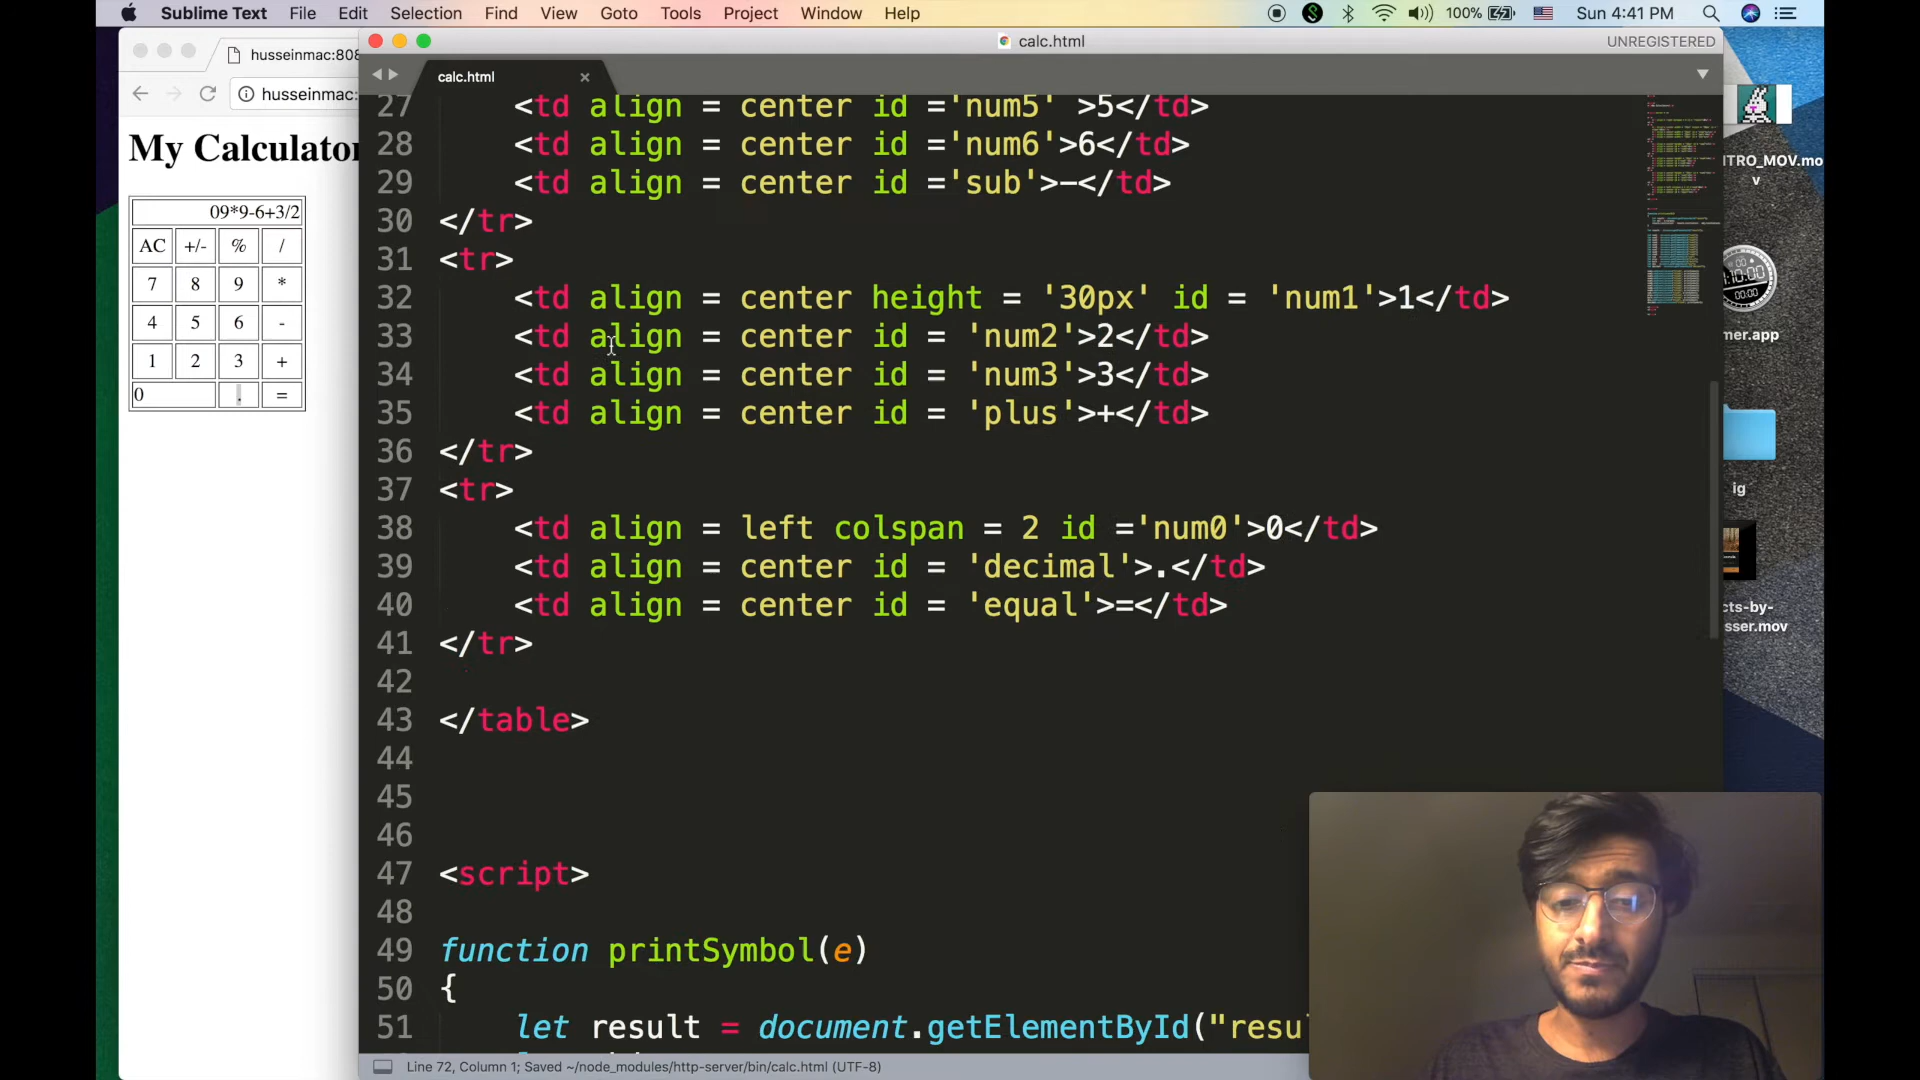 Sublime Text File Edit Selection Find View Goto Tools Project Window Help
100% Sun 4:41 PM
husseinmac:808
husseinmac:
My Calculator
09*9-6+3/2
AC +/- % /
7 8 9 *
4 5 6 -
1 2 3 +
0 . =
calc.html
UNREGISTERED
calc.html
27 <td align = center id ='num5' >5</td>
28 <td align = center id ='num6'>6</td>
29 <td align = center id ='sub'>-</td>
30 </tr>
31 <tr>
32 <td align = center height = '30px' id = 'num1'>1</td>
33 <td align = center id = 'num2'>2</td>
34 <td align = center id = 'num3'>3</td>
35 <td align = center id = 'plus'>+</td>
36 </tr>
37 <tr>
38 <td align = left colspan = 2 id ='num0'>0</td>
39 <td align = center id = 'decimal'>.</td>
40 <td align = center id = 'equal'>=</td>
41 </tr>
42
43 </table>
44
45
46
47 <script>
48
49 function printSymbol(e)
50 {
51 let result = document.getElementById("resu
Line 72, Column 1; Saved ~/node_modules/http-server/bin/calc.html (UTF-8)
TRO_MOV.mo
v
mer.app
10:00
00:00
ig
cts-by-
sser.mov